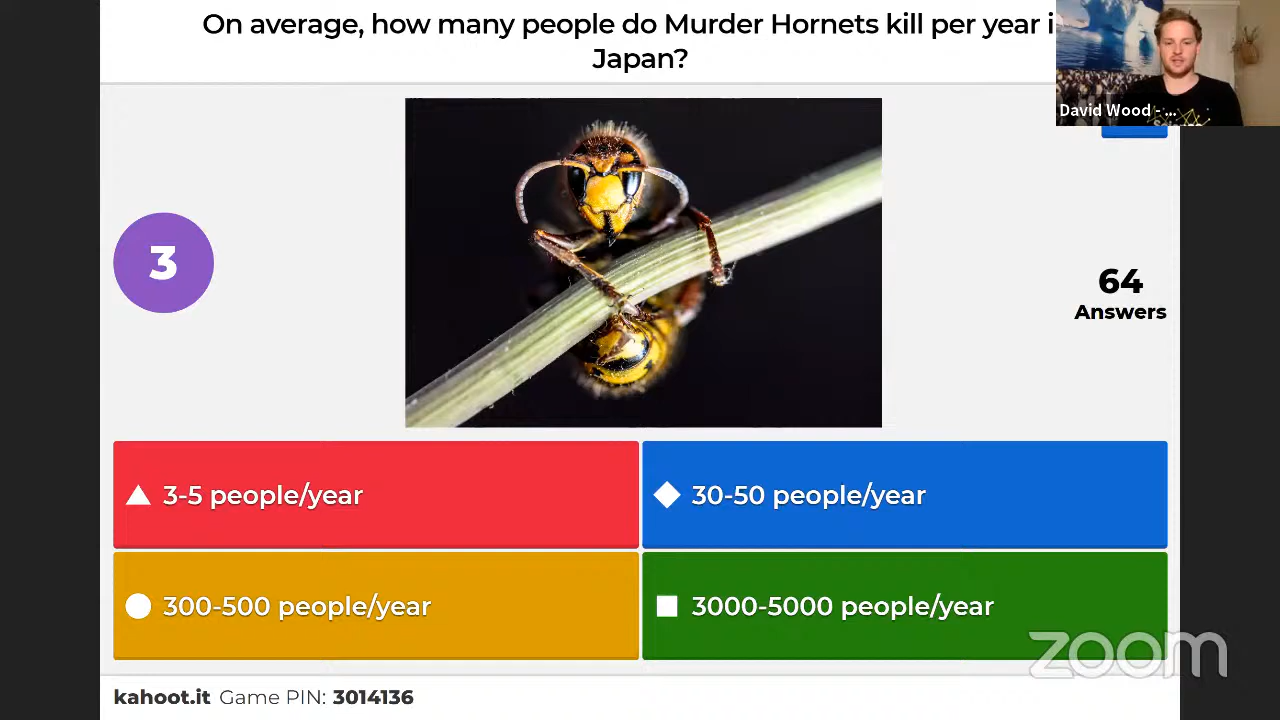 On average, how many people do Murder Hornets kill per year i
Japan?
David Wood - ...
3
64
Answers
3-5 people/year
30-50 people/year
300-500 people/year
3000-5000 people/year
zoom
kahoot.it Game PIN: 3014136